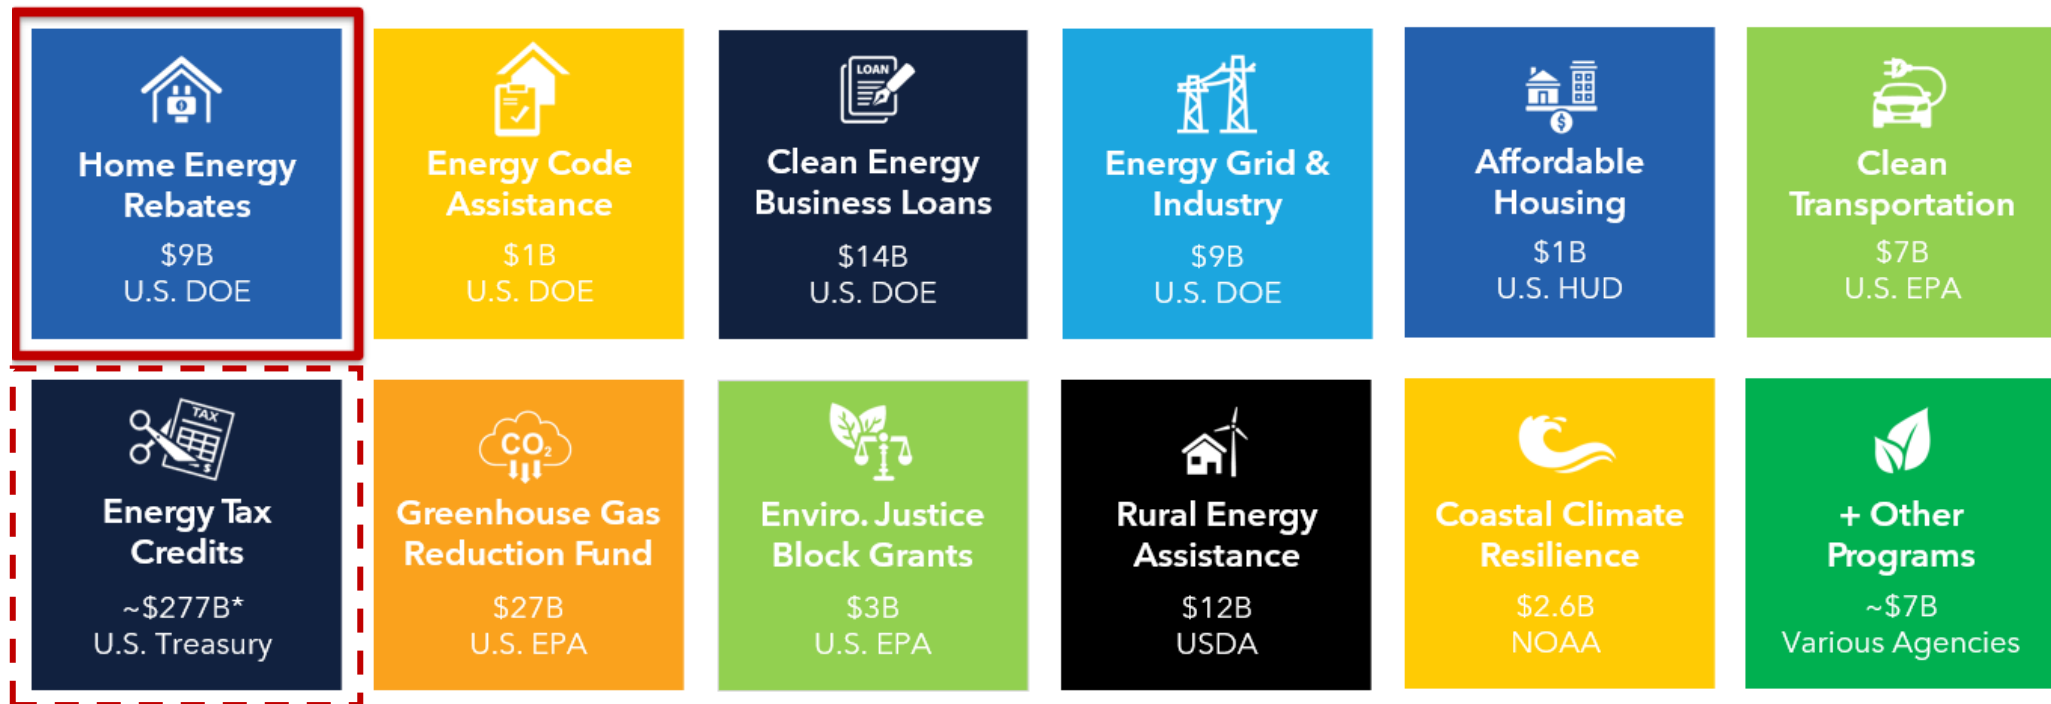 Home Energy
Rebates
$9B
U.S. DOE
Energy Code
Assistance
$1B
U.S. DOE
LOAN
Clean Energy
Business Loans
$14B
U.S. DOE
Energy Grid &
Industry
$9B
U.S. DOE
$
Affordable
Housing
$1B
U.S. HUD
Clean
Transportation
$7B
U.S. EPA
TAX
$
Energy Tax
Credits
~$277B*
U.S. Treasury
CO₂
Greenhouse Gas
Reduction Fund
$27B
U.S. EPA
Enviro. Justice
Block Grants
$3B
U.S. EPA
Rural Energy
Assistance
$12B
USDA
Coastal Climate
Resilience
$2.6B
NOAA
+ Other
Programs
~$7B
Various Agencies